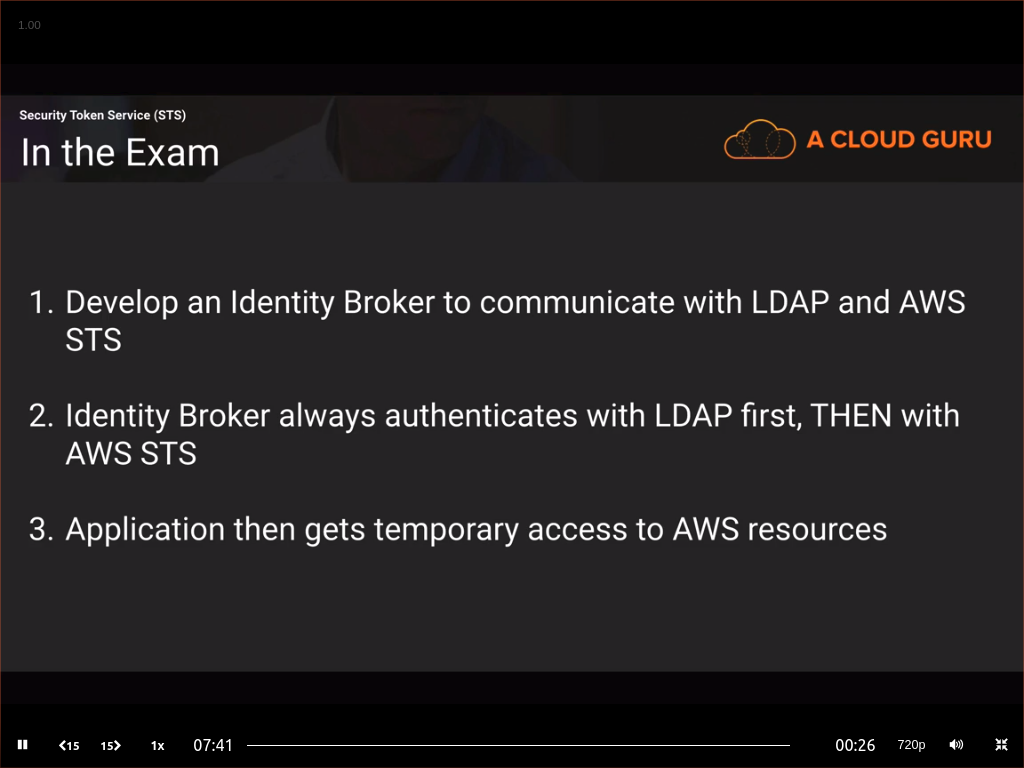 1.00
Security Token Service (STS)
In the Exam
A CLOUD GURU
1. Develop an Identity Broker to communicate with LDAP and AWS
STS
2. Identity Broker always authenticates with LDAP first, THEN with
AWS STS
3. Application then gets temporary access to AWS resources
15 15 1x 07:41 00:26 720p